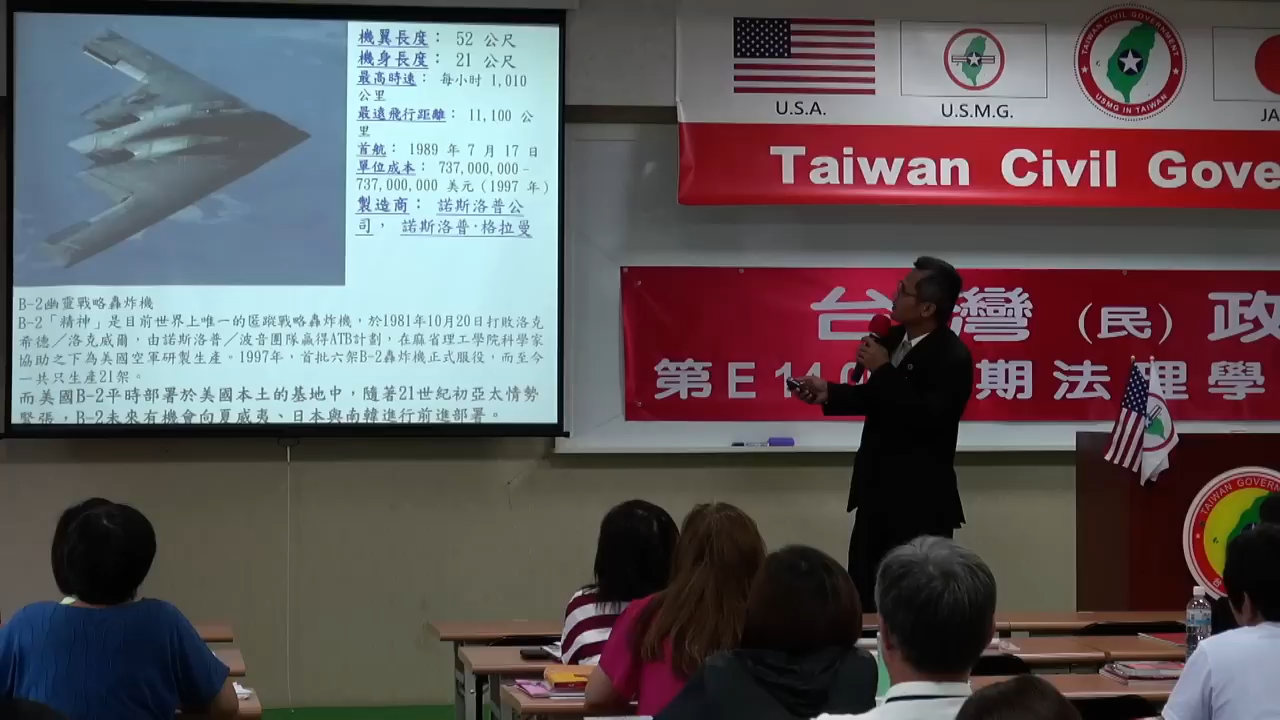 機翼長度： 52 公尺
機身長度： 21 公尺
最高時速： 每小时 1,010
公里
最遠飛行距離： 11,100 公
里
首航： 1989 年 7 月 17 日
單位成本： 737,000,000–
737,000,000 美元 (1997 年)
製造商： 諾斯洛普公
司， 諾斯洛普·格拉曼
B-2幽靈戰略轟炸機
B-2「精神」是目前世界上唯一的匿蹤戰略轟炸機，於1981年10月20日打敗洛克
希德／洛克威爾，由諾斯洛普／波音團隊贏得ATB計劃，在麻省理工學院科學家
協助之下為美國空軍研製生產。1997年，首批六架B-2轟炸機正式服役，而至今
一共只生產21架。
而美國B-2平時部署於美國本土的基地中，隨著21世紀初亞太情勢
緊張，B-2未來有機會向夏威夷、日本與南韓進行前進部署。
U.S.A.
U.S.M.G.
TAIWAN CIVIL GOVERNMENT
USMG IN TAIWAN
JA
Taiwan Civil Gove
台灣（民）政
第E11
期法理學
TAIWAN GOVERN